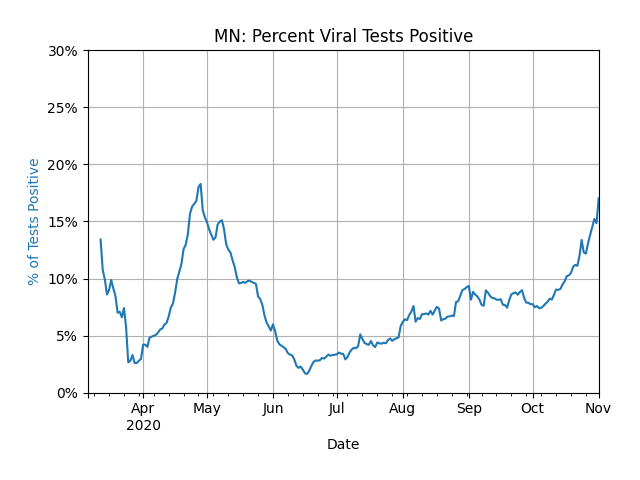 MN: Percent Viral Tests Positive
30%
25%
20%
15%
10%
5%
0%
% of Tests Positive
Apr May Jun Jul Aug Sep Oct Nov
2020
Date